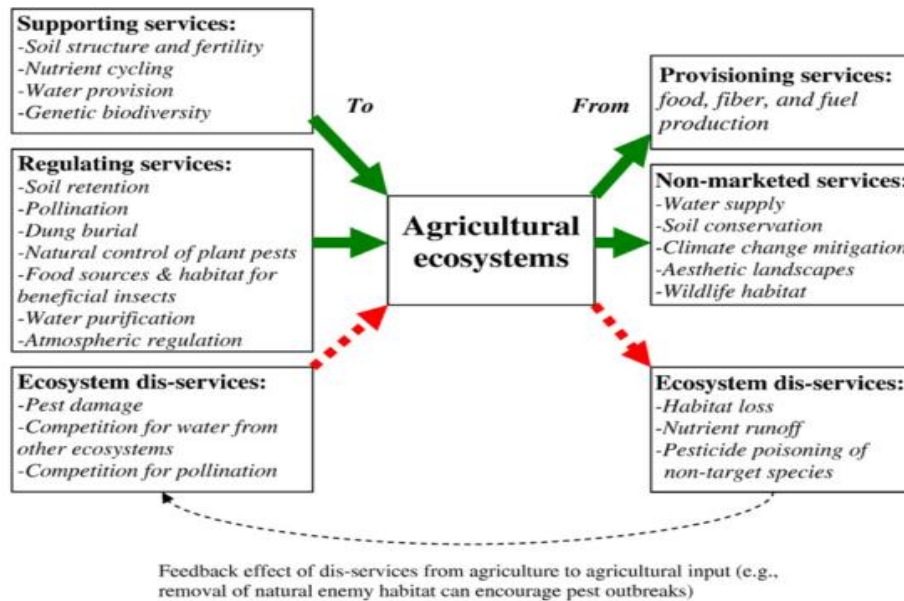 Supporting services:
-Soil structure and fertility
-Nutrient cycling
-Water provision
-Genetic biodiversity
To
From
Provisioning services:
food, fiber, and fuel
production
Regulating services:
-Soil retention
-Pollination
-Dung burial
-Natural control of plant pests
-Food sources & habitat for
beneficial insects
-Water purification
-Atmospheric regulation
Agricultural
ecosystems
Non-marketed services:
-Water supply
-Soil conservation
-Climate change mitigation
-Aesthetic landscapes
-Wildlife habitat
Ecosystem dis-services:
-Pest damage
-Competition for water from
other ecosystems
-Competition for pollination
Ecosystem dis-services:
-Habitat loss
-Nutrient runoff
-Pesticide poisoning of
non-target species
Feedback effect of dis-services from agriculture to agricultural input (e.g.,
removal of natural enemy habitat can encourage pest outbreaks)